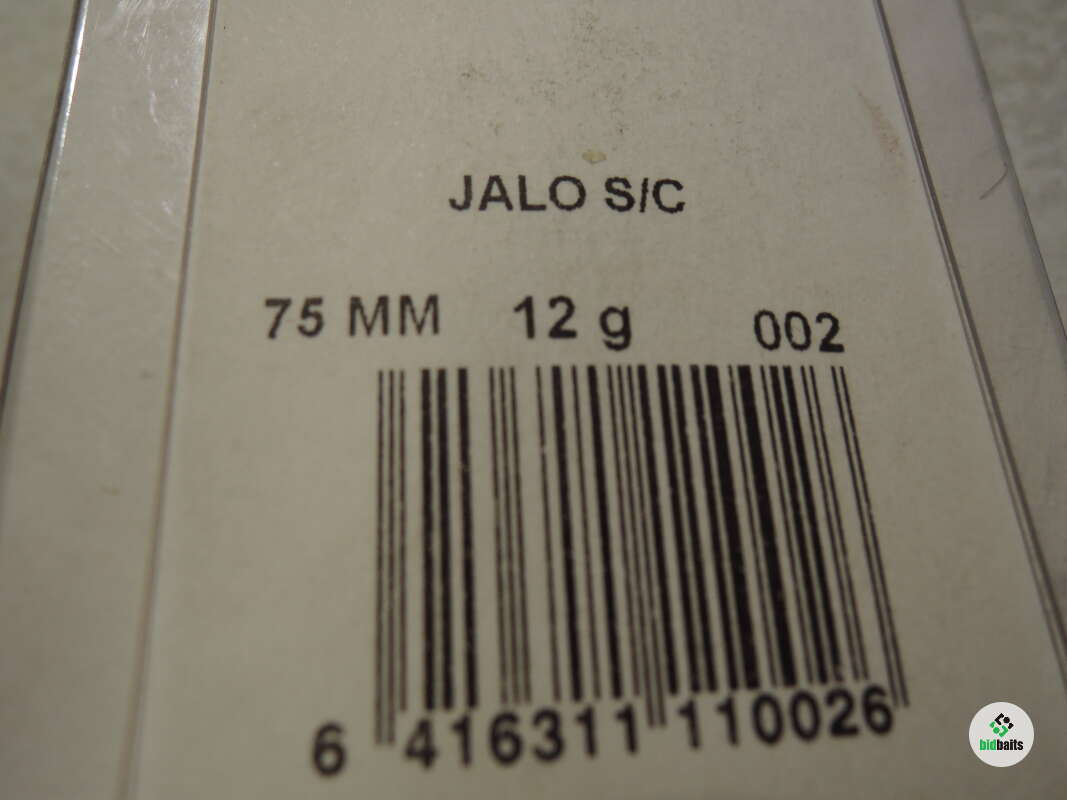 JALO S/C
75 MM 12 g 002
6 416311 110026
bidbaits